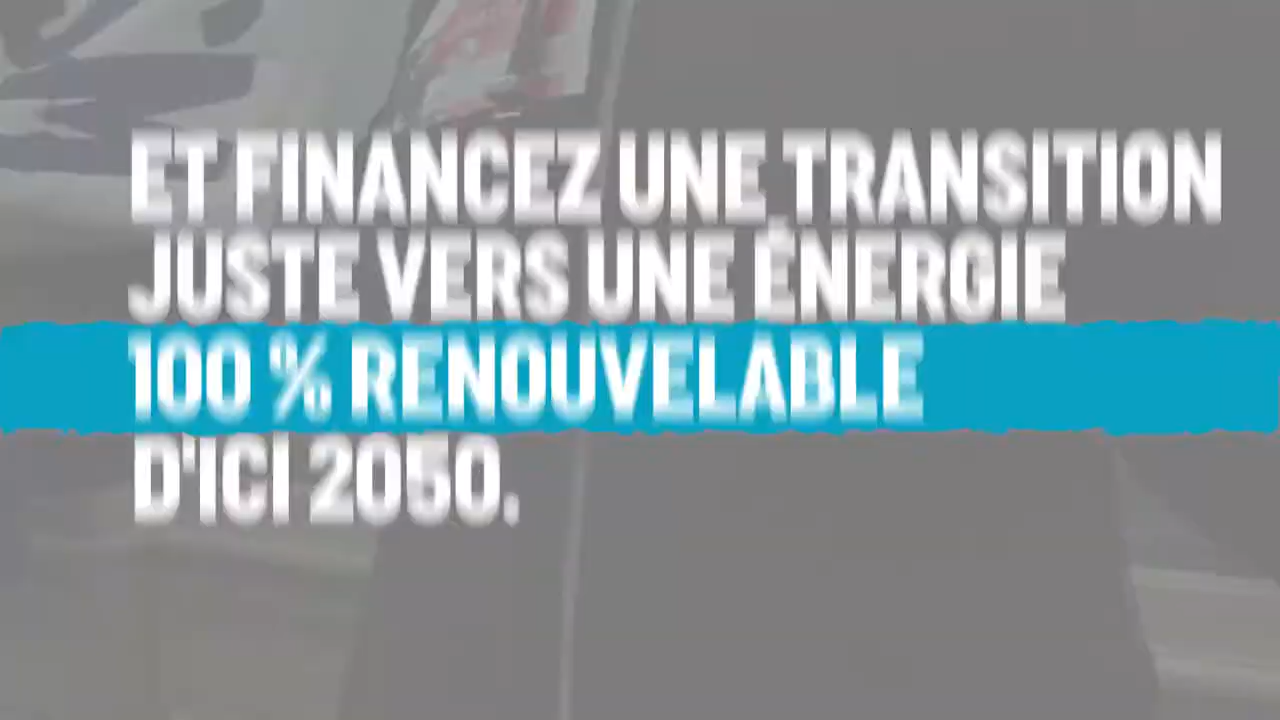 ET FINANCEZ UNE TRANSITION
JUSTE VERS UNE ÉNERGIE
100 % RENOUVELABLE
D'ICI 2050.